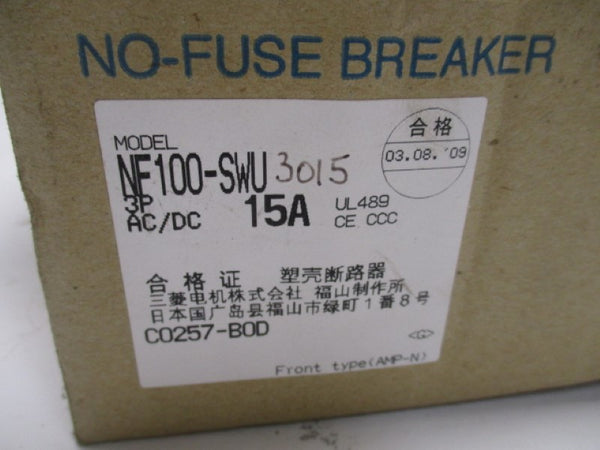 NO-FUSE BREAKER
MODEL
NF100-SWU 3015
3P
AC/DC 15A
UL489
CE CCC
合格
03.08.'09
合格证 塑壳断路器
三菱电机株式会社 福山制作所
日本国广岛县福山市绿町1番8号
C0257-B0D
G
Front type(AMP-N)